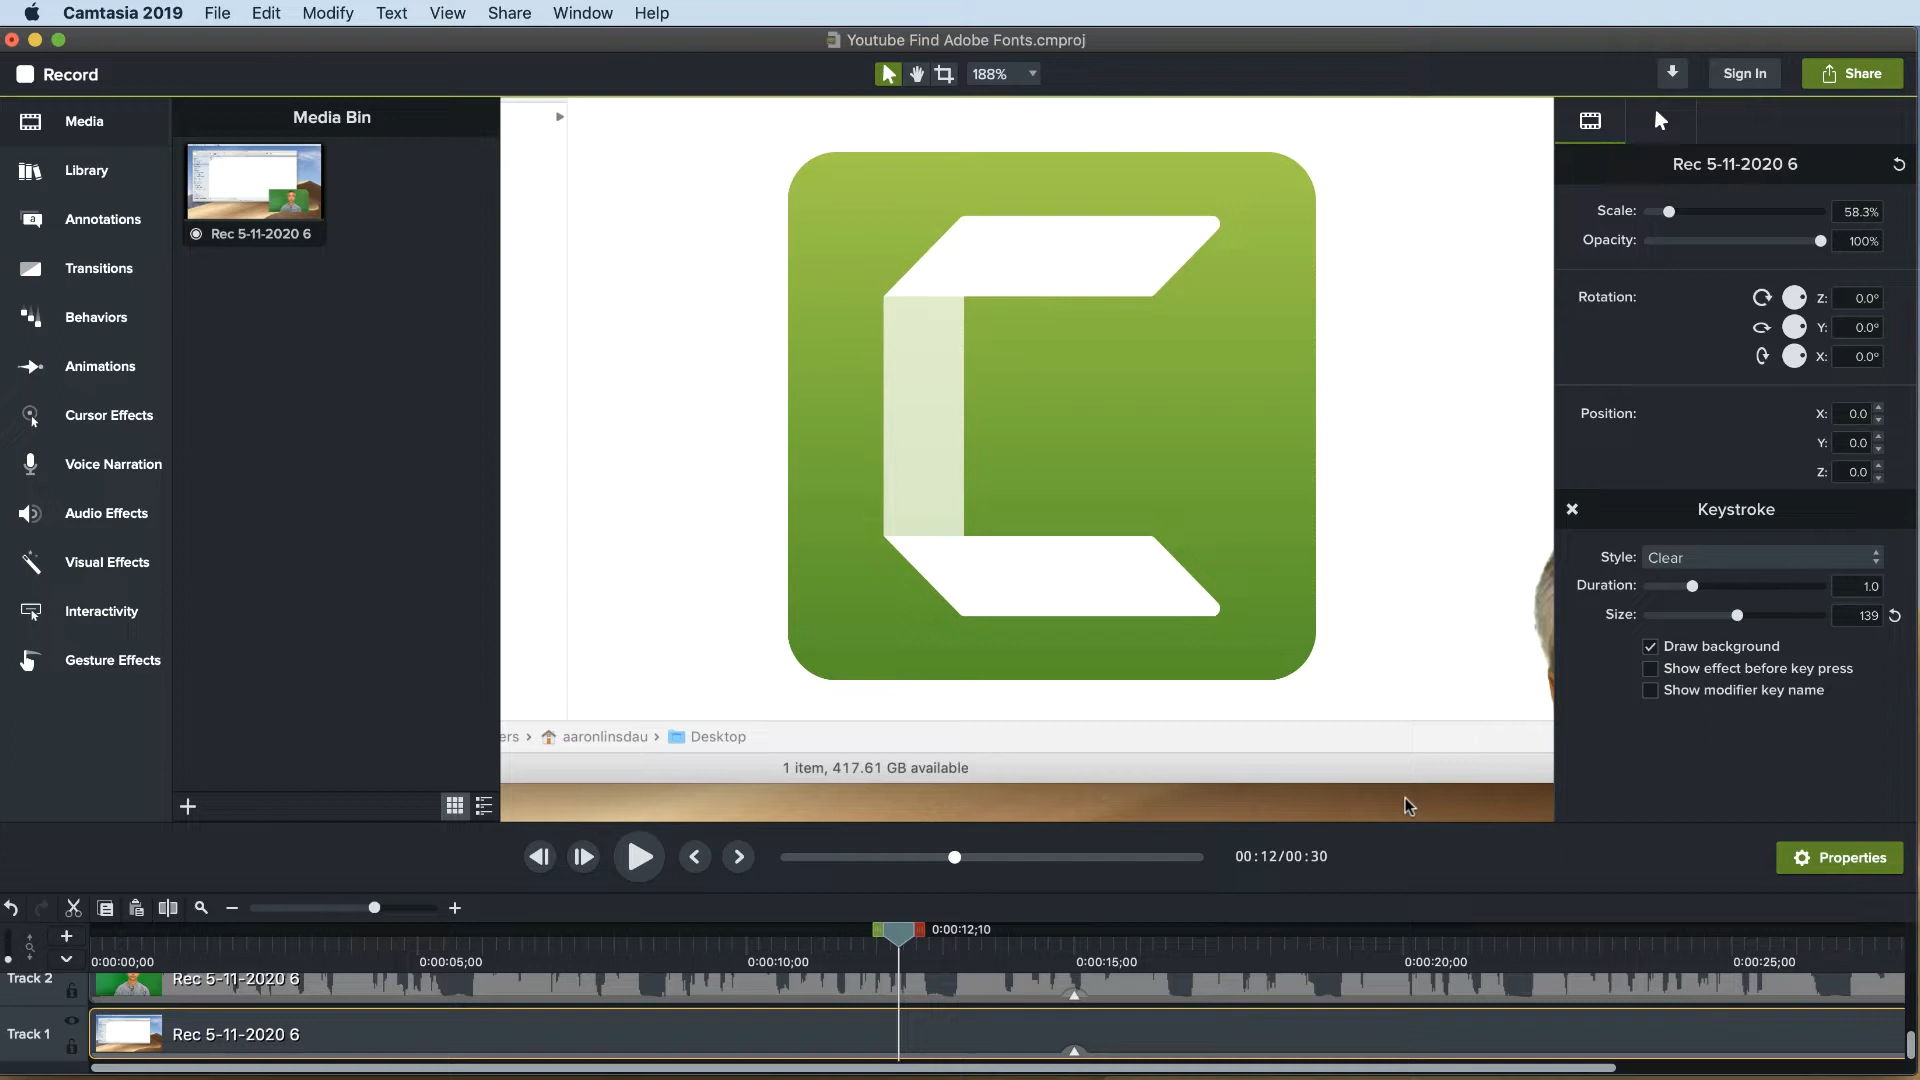 Camtasia 2019 File Edit Modify Text View Share Window Help
Youtube Find Adobe Fonts.cmproj
Record
188%
Sign In
Share
Media
Library
a Annotations
Transitions
Behaviors
Animations
Cursor Effects
Voice Narration
Audio Effects
Visual Effects
Interactivity
Gesture Effects
Media Bin
Rec 5-11-2020 6
ers › aaronlinsdau › Desktop
1 item, 417.61 GB available
Rec 5-11-2020 6
Scale: 58.3%
Opacity: 100%
Rotation: Z: 0.0°
Y: 0.0°
X: 0.0°
Position: X: 0.0
Y: 0.0
Z: 0.0
Keystroke
Style: Clear
Duration: 1.0
Size: 139
Draw background
Show effect before key press
Show modifier key name
00:12/00:30
Properties
0:00:12;10
0:00:00;00 0:00:05;00 0:00:10;00 0:00:15;00 0:00:20;00 0:00:25;00
Track 2 Rec 5-11-2020 6
Track 1 Rec 5-11-2020 6